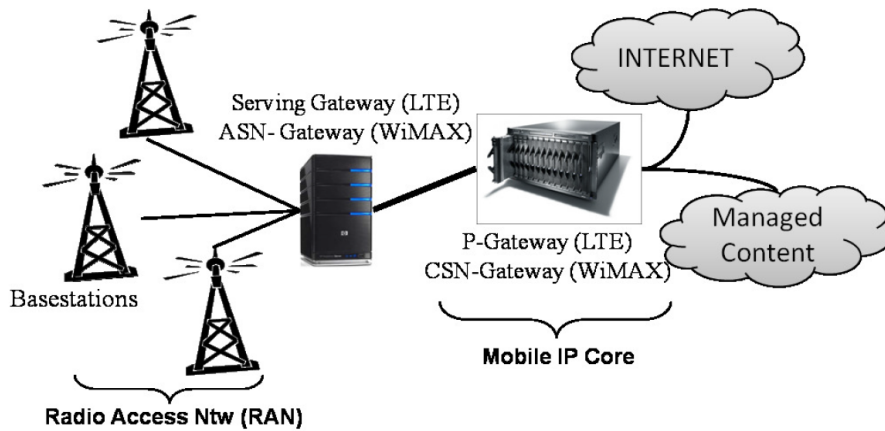 INTERNET
Serving Gateway (LTE)
ASN- Gateway (WiMAX)
Managed
Content
P-Gateway (LTE)
CSN-Gateway (WiMAX)
Basestations
Mobile IP Core
Radio Access Ntw (RAN)
hp